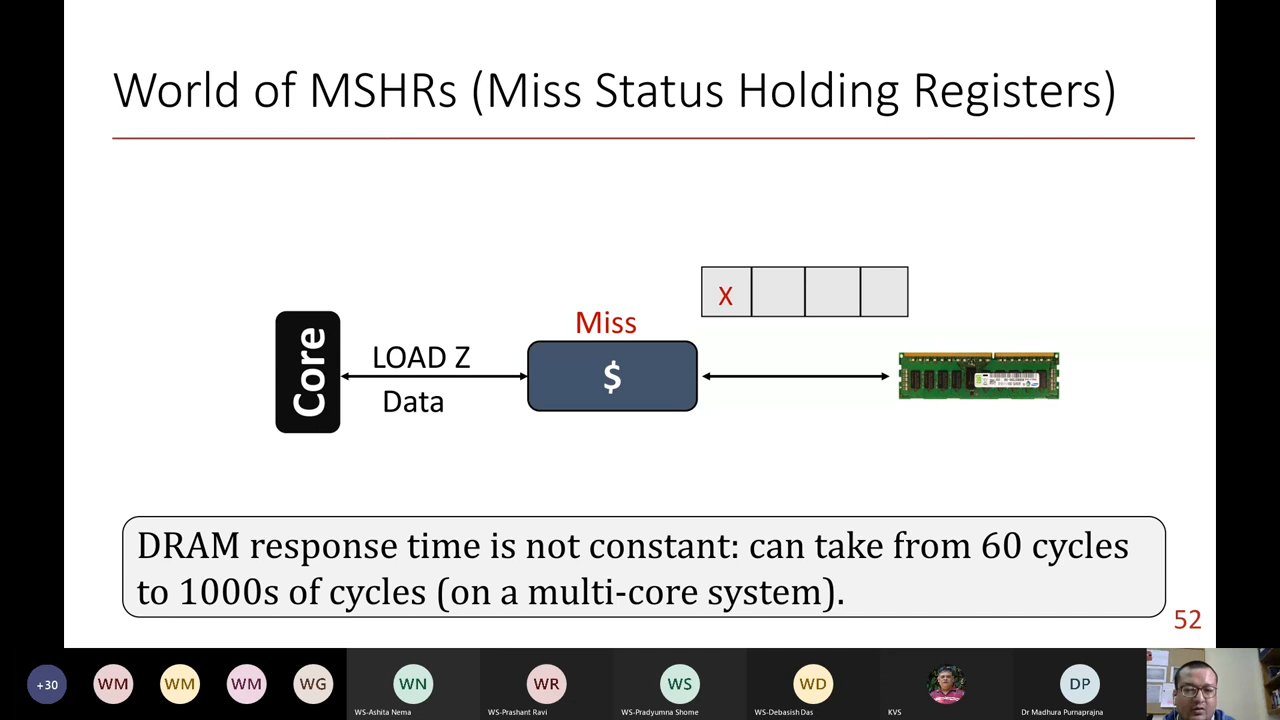 World of MSHRs (Miss Status Holding Registers)
X
Miss
Core
LOAD Z
$
Data
DRAM response time is not constant: can take from 60 cycles
to 1000s of cycles (on a multi-core system).
52
+30
WM
WM
WM
WG
WN
WR
WS
WD
DP
WS-Ashita Nema
WS-Prashant Ravi
WS-Pradyumna Shome
WS-Debasish Das
KVS
Dr Madhura Purnaprajna